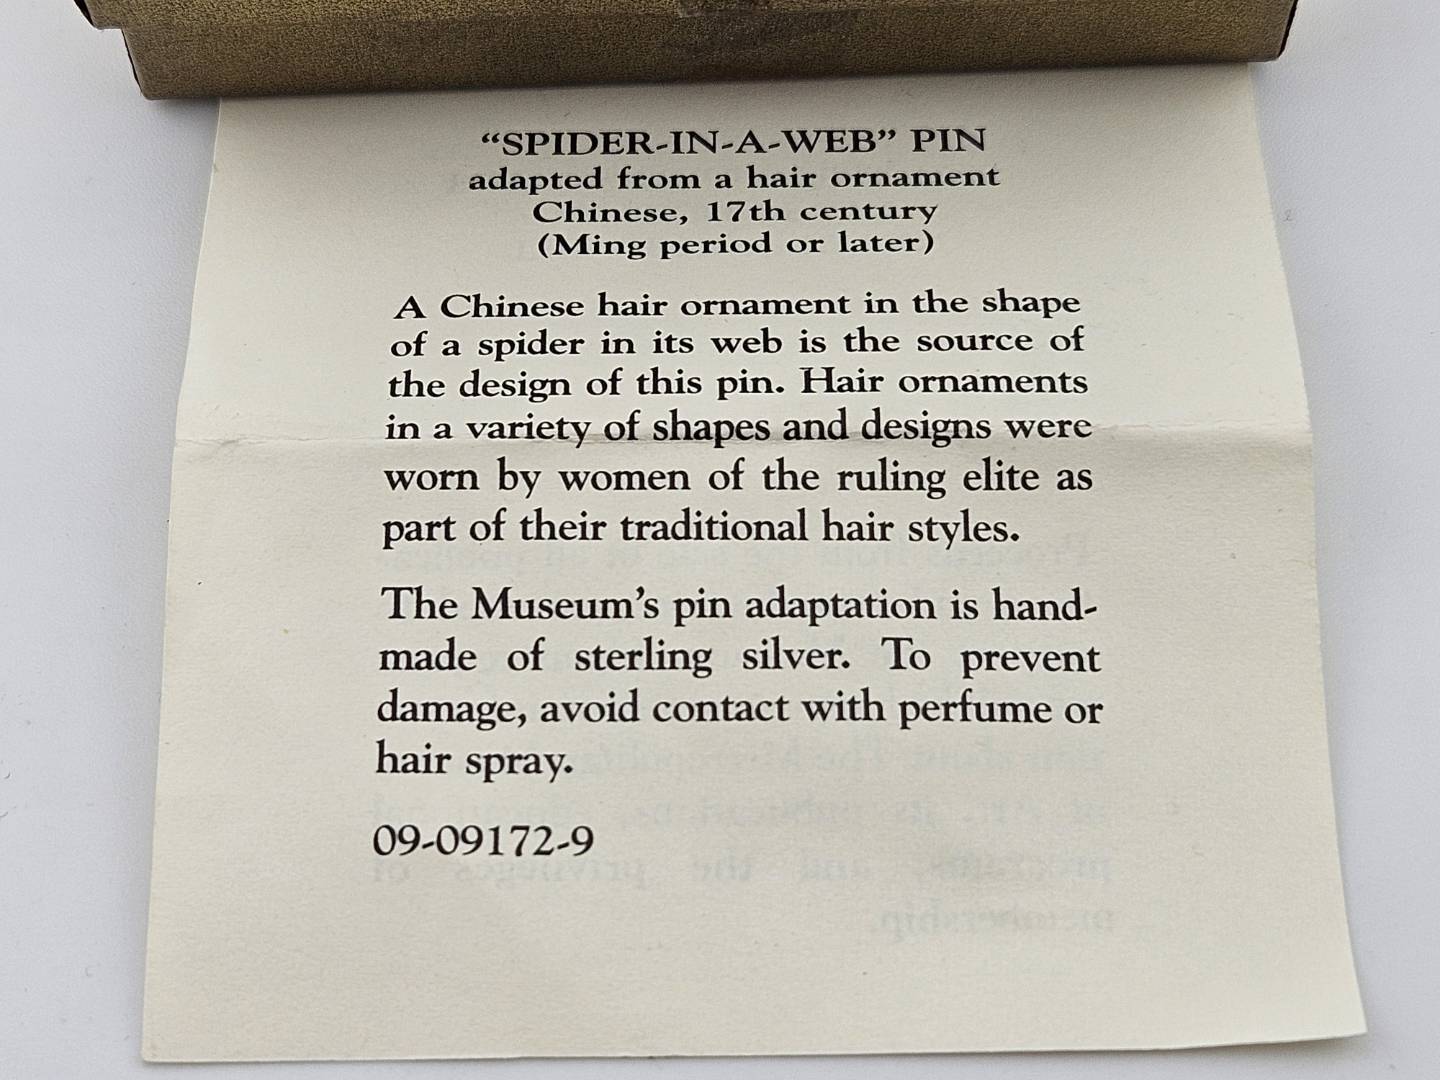 “SPIDER-IN-A-WEB” PIN
adapted from a hair ornament
Chinese, 17th century
(Ming period or later)
A Chinese hair ornament in the shape
of a spider in its web is the source of
the design of this pin. Hair ornaments
in a variety of shapes and designs were
worn by women of the ruling elite as
part of their traditional hair styles.
The Museum’s pin adaptation is hand-
made of sterling silver. To prevent
damage, avoid contact with perfume or
hair spray.
09-09172-9